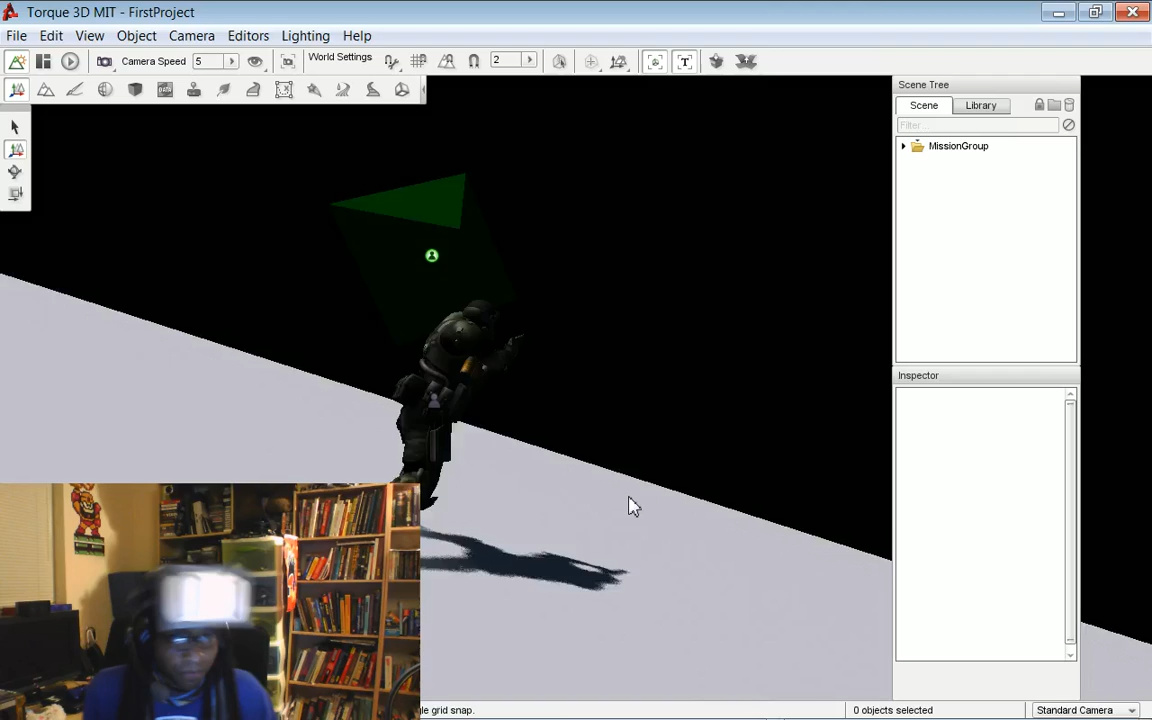 Torque 3D MIT - FirstProject
File Edit View Object Camera Editors Lighting Help
Camera Speed 5 World Settings 2
Scene Tree
Scene Library
Filter...
MissionGroup
Inspector
gle grid snap.
0 objects selected
Standard Camera